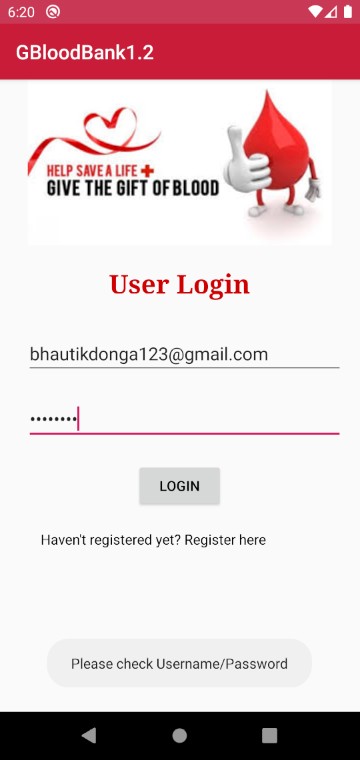 6:20
GBloodBank1.2
HELP SAVE A LIFE
GIVE THE GIFT OF BLOOD
User Login
bhautikdonga123@gmail.com
••••••••
LOGIN
Haven't registered yet? Register here
Please check Username/Password